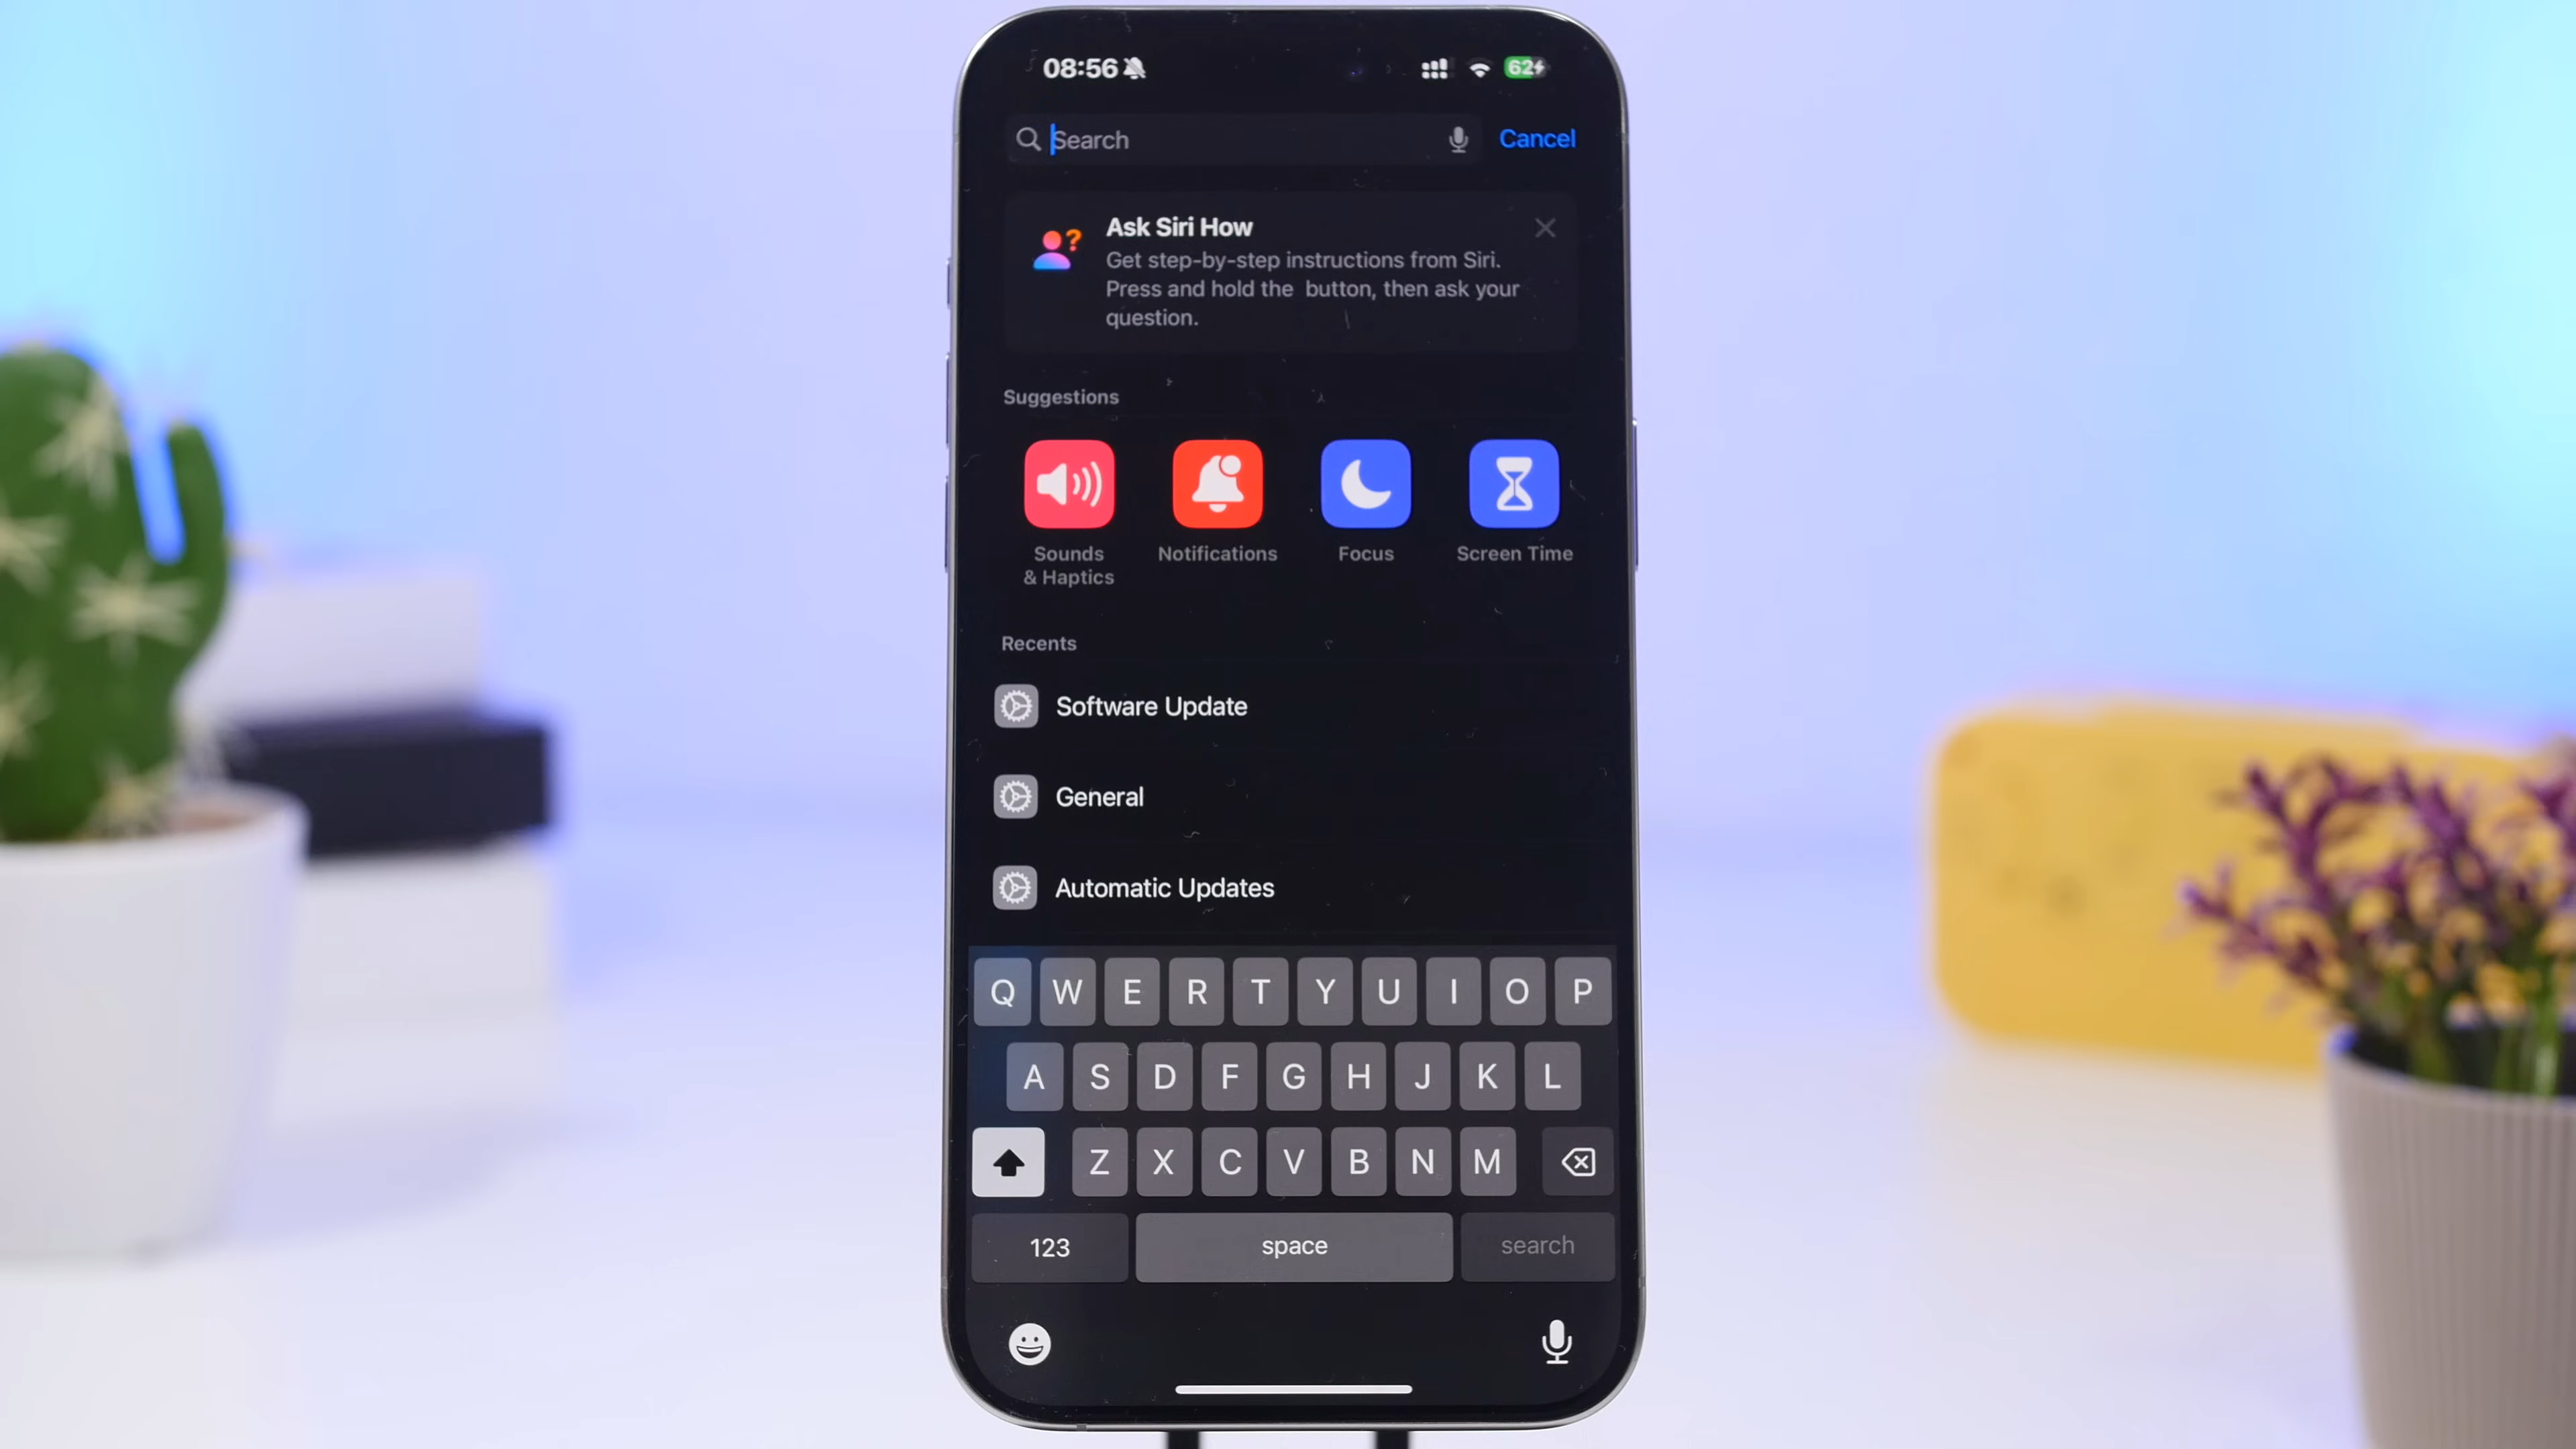 08:56
62
Search
Cancel
Ask Siri How
Get step-by-step instructions from Siri.
Press and hold the  button, then ask your
question.
Suggestions
Sounds
& Haptics
Notifications
Focus
Screen Time
Recents
Software Update
General
Automatic Updates
Q W E R T Y U I O P
A S D F G H J K L
Z X C V B N M
123
space
search